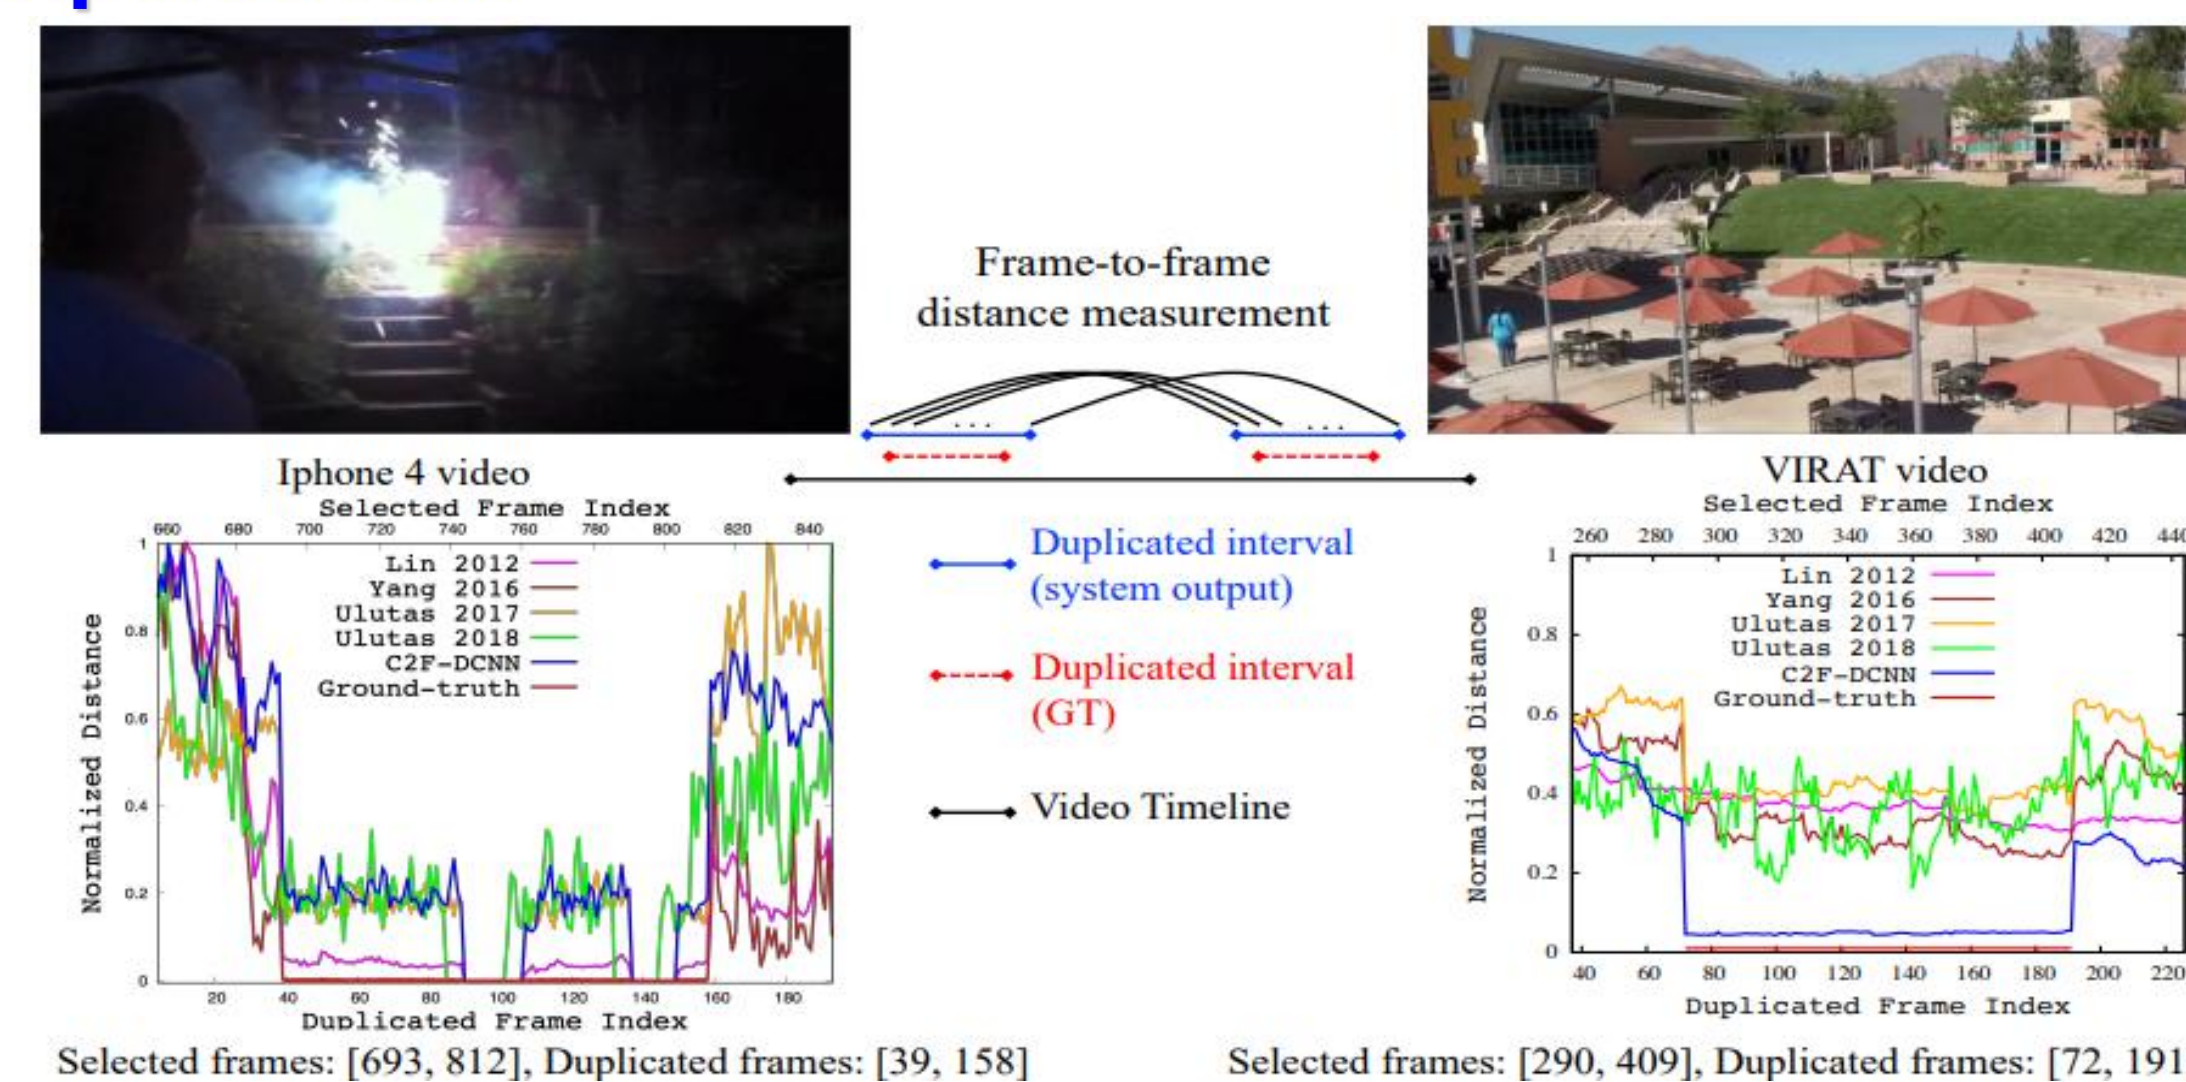 Frame-to-frame
distance measurement
. . .
. . .
Iphone 4 video
Selected Frame Index
660 680 700 720 740 760 780 800 820 840
1
Lin 2012
Yang 2016
Ulutas 2017
Ulutas 2018
C2F-DCNN
Ground-truth
0.8
0.6
0.4
0.2
0
Normalized Distance
20 40 60 80 100 120 140 160 180
Duplicated Frame Index
Selected frames: [693, 812], Duplicated frames: [39, 158]
Duplicated interval
(system output)
Duplicated interval
(GT)
Video Timeline
VIRAT video
Selected Frame Index
260 280 300 320 340 360 380 400 420 440
1
Lin 2012
Yang 2016
Ulutas 2017
Ulutas 2018
C2F-DCNN
Ground-truth
0.8
0.6
0.4
0.2
0
Normalized Distance
40 60 80 100 120 140 160 180 200 220
Duplicated Frame Index
Selected frames: [290, 409], Duplicated frames: [72, 191